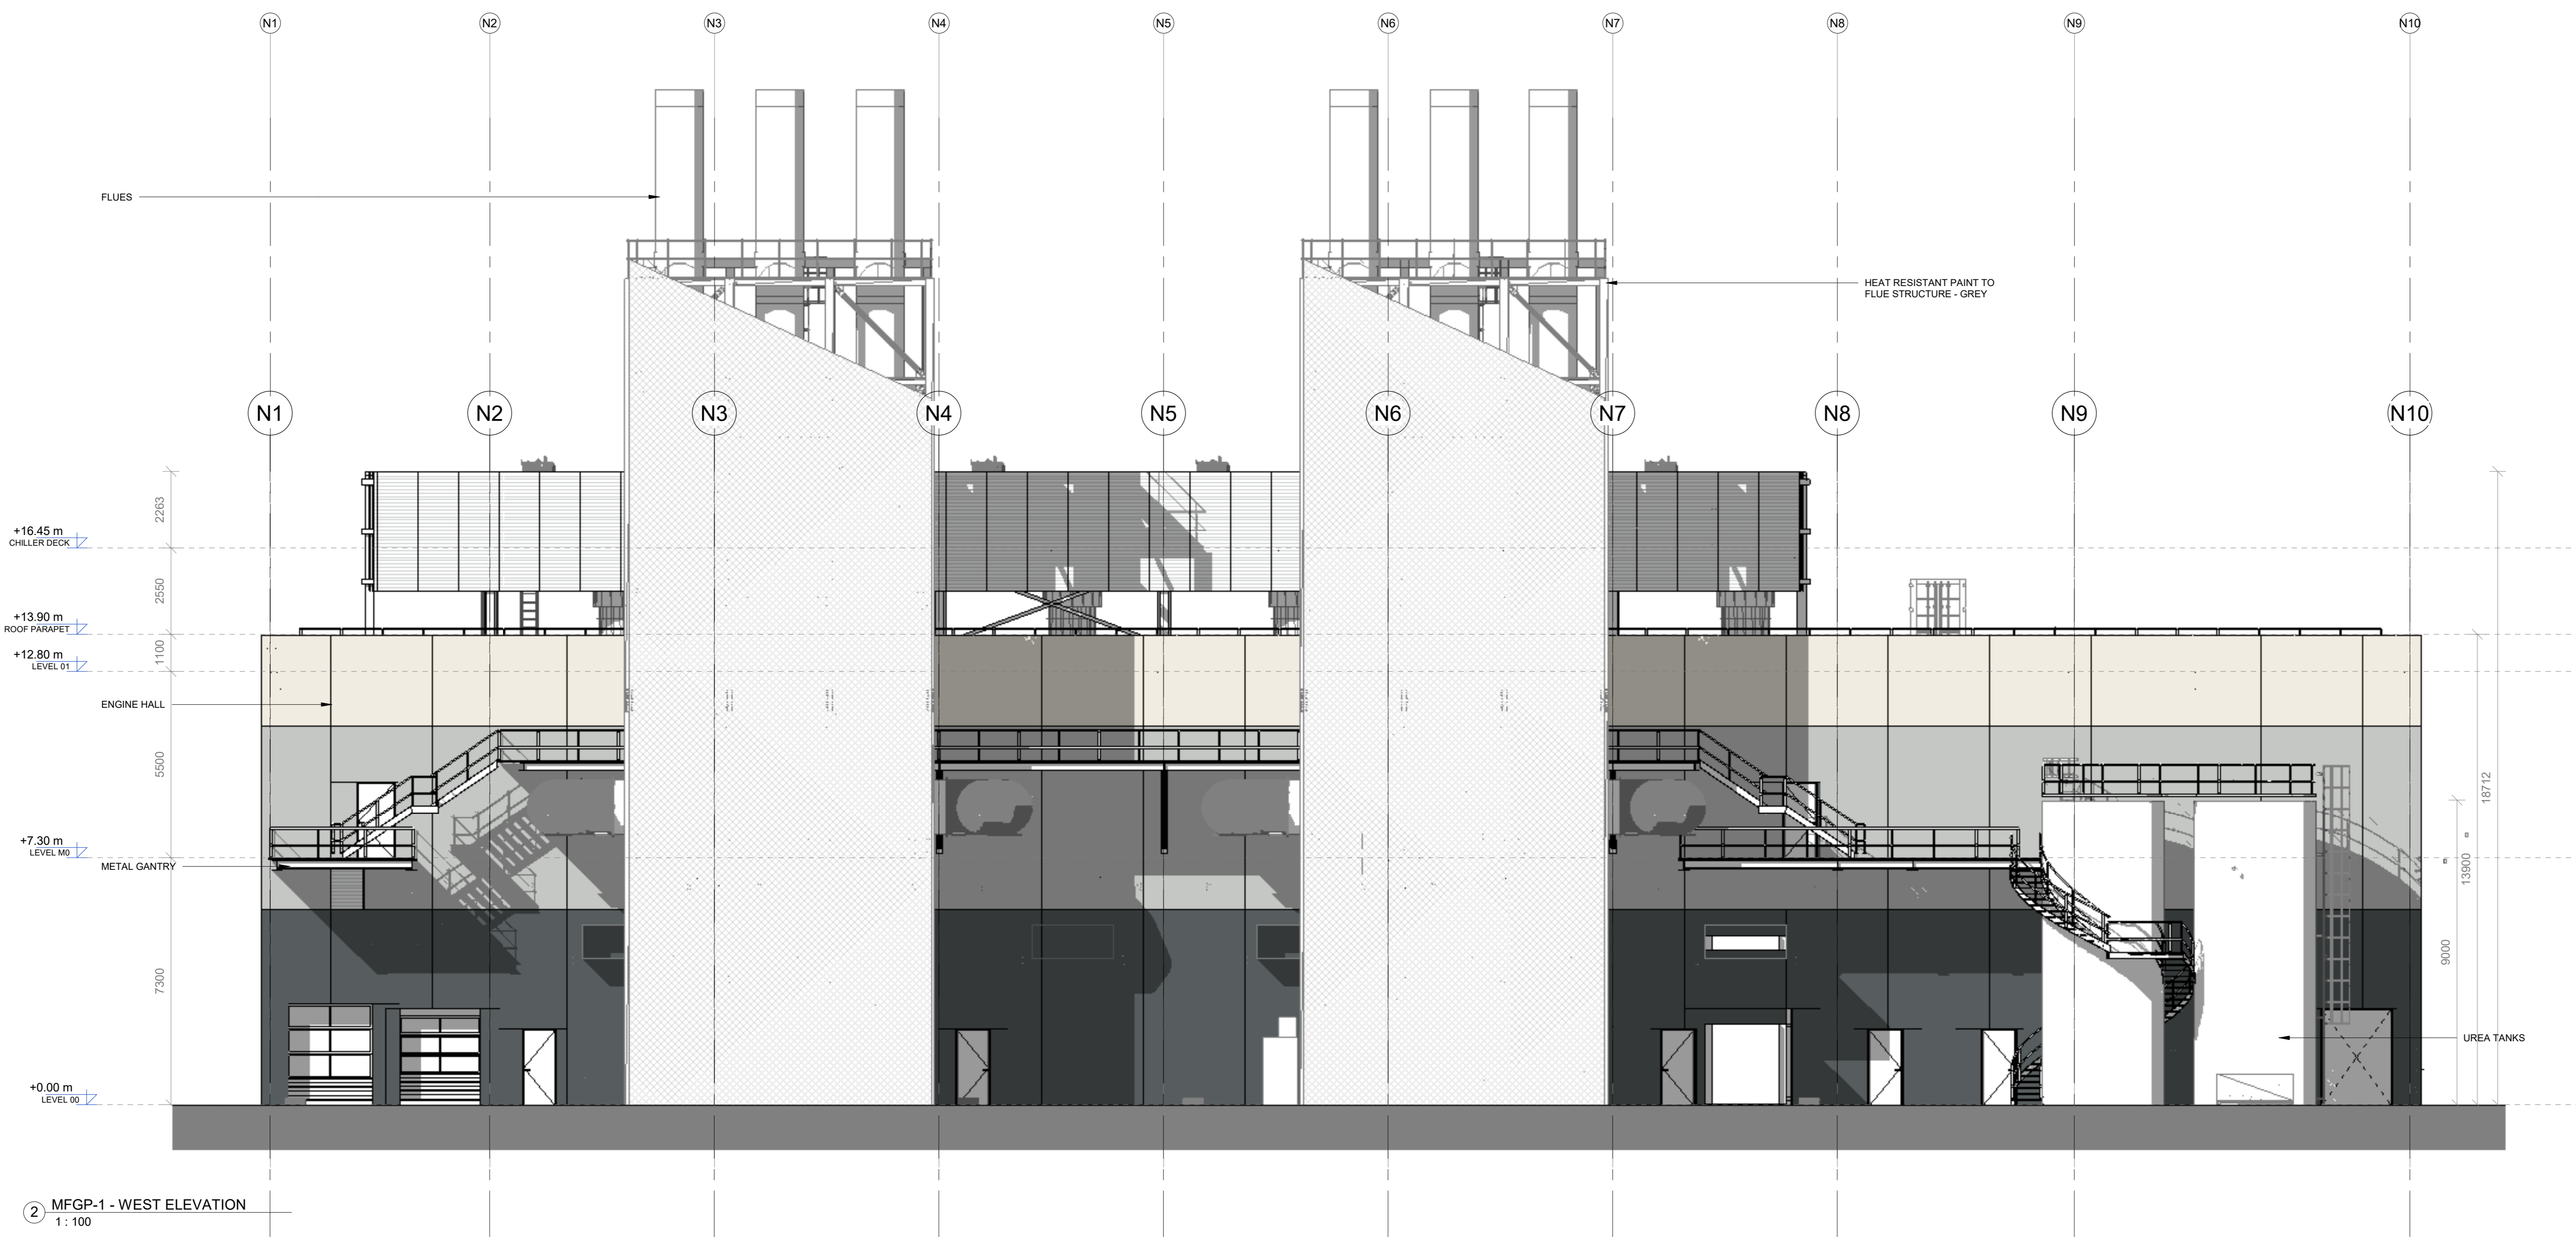 N1 N2 N3 N4 N5 N6 N7 N8 N9 N10
FLUES
HEAT RESISTANT PAINT TO
FLUE STRUCTURE - GREY
N1 N2 N3 N4 N5 N6 N7 N8 N9 N10
2263
+16.45 m
CHILLER DECK
2550
+13.90 m
ROOF PARAPET
1100
+12.80 m
LEVEL 01
ENGINE HALL
5500
18712
+7.30 m
LEVEL M0
METAL GANTRY
13900
9000
7300
UREA TANKS
+0.00 m
LEVEL 00
2 MFGP-1 - WEST ELEVATION
1 : 100